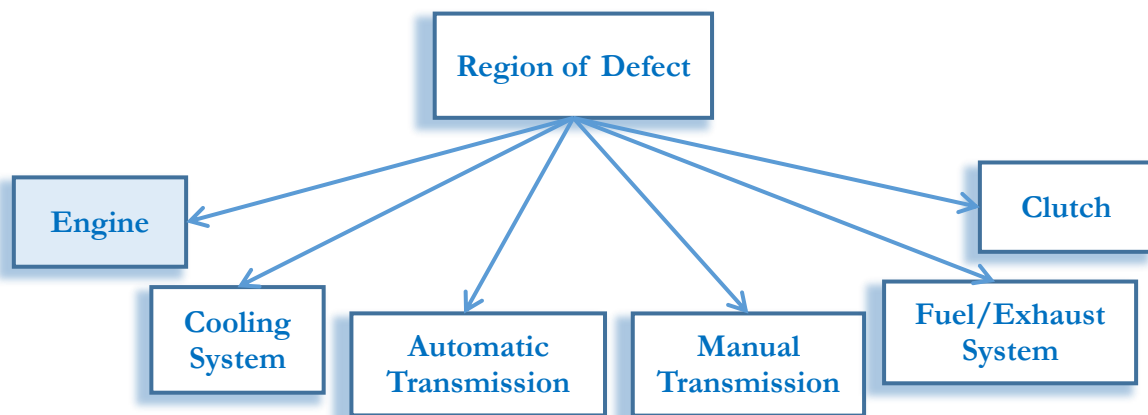 Region of Defect
Engine
Clutch
Cooling
System
Automatic
Transmission
Manual
Transmission
Fuel/Exhaust
System